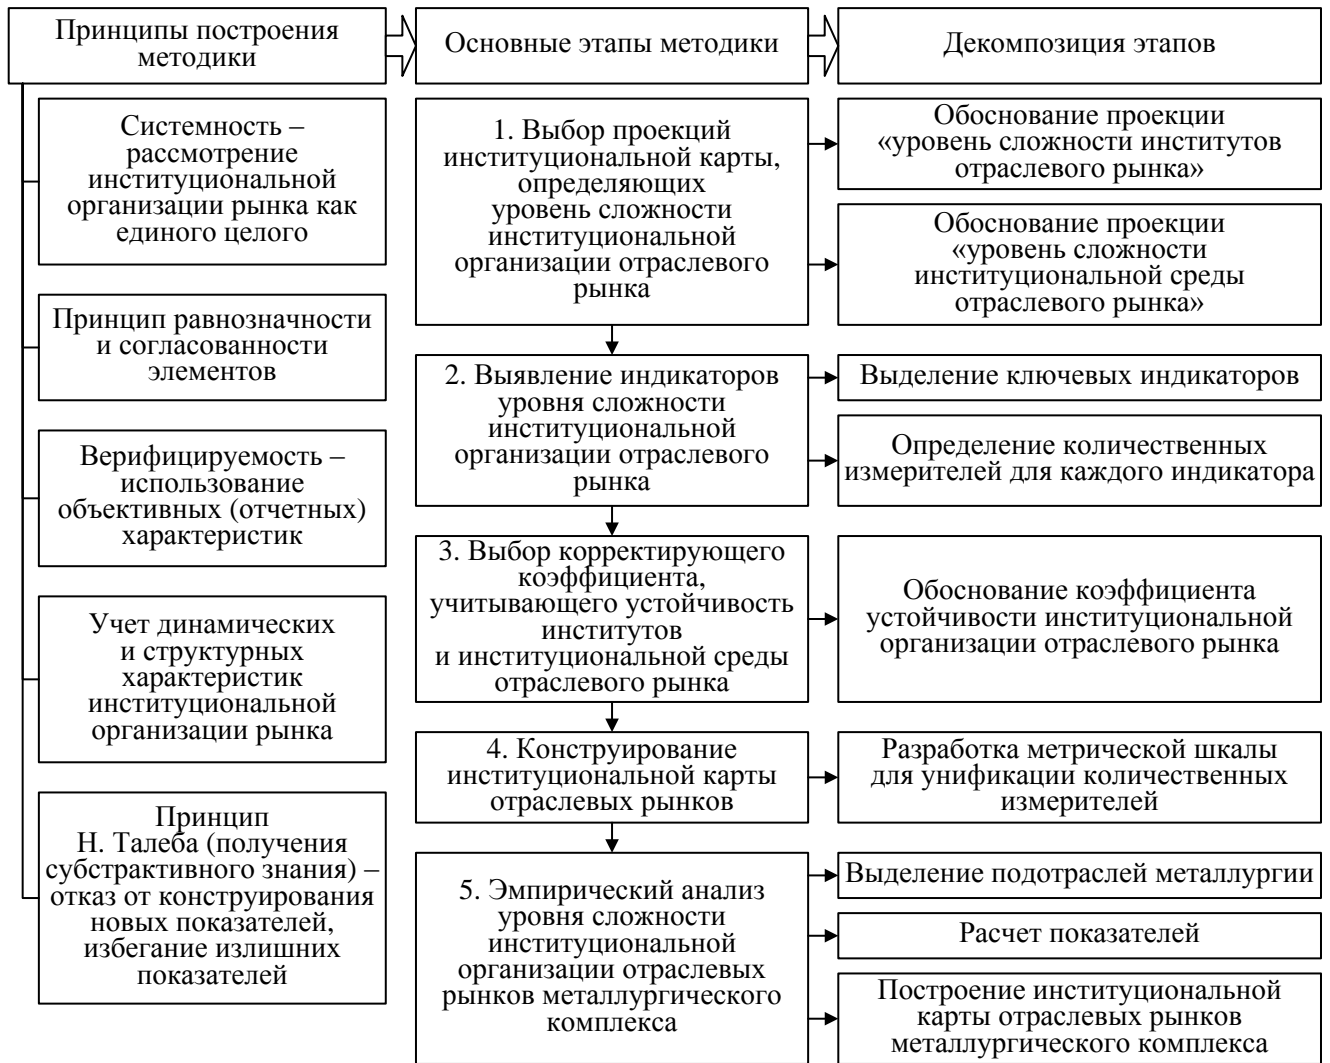 Принципы построения
методики
Основные этапы методики
Декомпозиция этапов
Системность –
рассмотрение
институциональной
организации рынка как
единого целого
Принцип равнозначности
и согласованности
элементов
Верифицируемость –
использование
объективных (отчетных)
характеристик
Учет динамических
и структурных
характеристик
институциональной
организации рынка
Принцип
Н. Талеба (получения
субстрактивного знания) –
отказ от конструирования
новых показателей,
избегание излишних
показателей
1. Выбор проекций
институциональной карты,
определяющих
уровень сложности
институциональной
организации отраслевого
рынка
Обоснование проекции
«уровень сложности институтов
отраслевого рынка»
Обоснование проекции
«уровень сложности
институциональной среды
отраслевого рынка»
2. Выявление индикаторов
уровня сложности
институциональной
организации отраслевого
рынка
Выделение ключевых индикаторов
Определение количественных
измерителей для каждого индикатора
3. Выбор корректирующего
коэффициента,
учитывающего устойчивость
институтов
и институциональной среды
отраслевого рынка
Обоснование коэффициента
устойчивости институциональной
организации отраслевого рынка
4. Конструирование
институциональной карты
отраслевых рынков
Разработка метрической шкалы
для унификации количественных
измерителей
5. Эмпирический анализ
уровня сложности
институциональной
организации отраслевых
рынков металлургического
комплекса
Выделение подотраслей металлургии
Расчет показателей
Построение институциональной
карты отраслевых рынков
металлургического комплекса